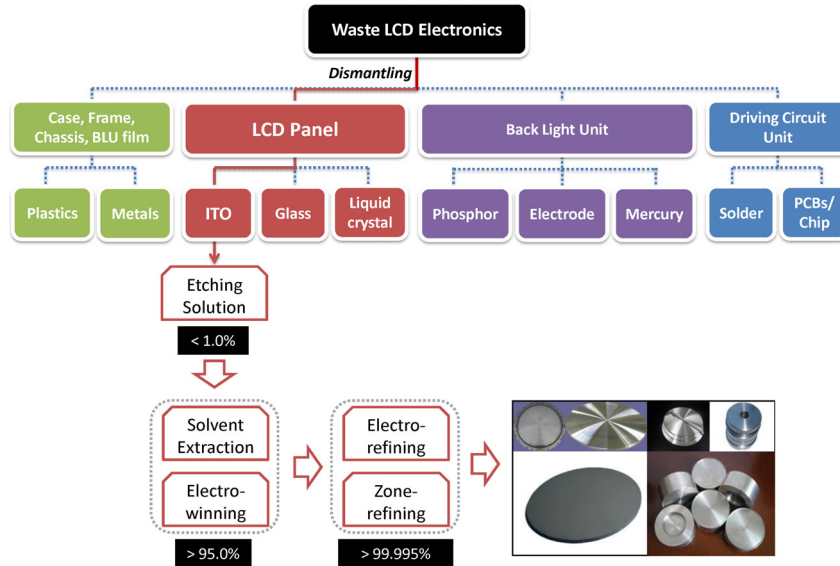 Waste LCD Electronics
Dismantling
Case, Frame,
Chassis, BLU film
LCD Panel
Back Light Unit
Driving Circuit
Unit
Plastics
Metals
ITO
Glass
Liquid
crystal
Phosphor
Electrode
Mercury
Solder
PCBs/
Chip
Etching
Solution
< 1.0%
Solvent
Extraction
Electro-
winning
> 95.0%
Electro-
refining
Zone-
refining
> 99.995%